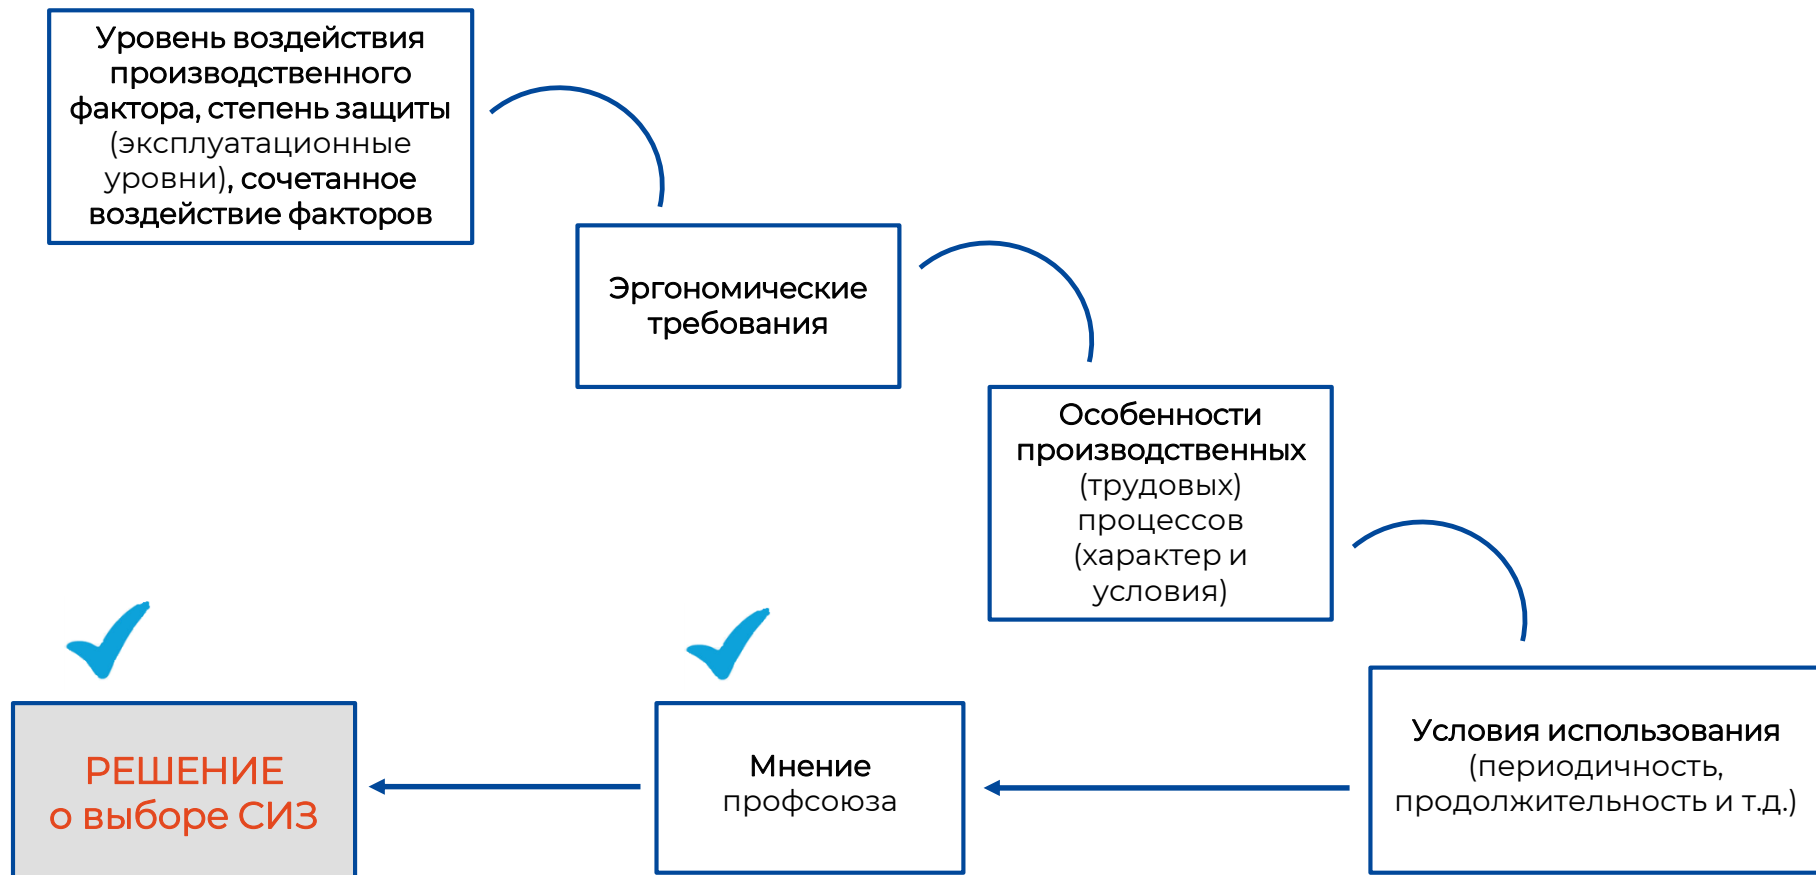 Уровень воздействия
производственного
фактора, степень защиты
(эксплуатационные
уровни), сочетанное
воздействие факторов
Эргономические
требования
Особенности
производственных
(трудовых)
процессов
(характер и
условия)
Условия использования
(периодичность,
продолжительность и т.д.)
Мнение
профсоюза
РЕШЕНИЕ
о выборе СИЗ